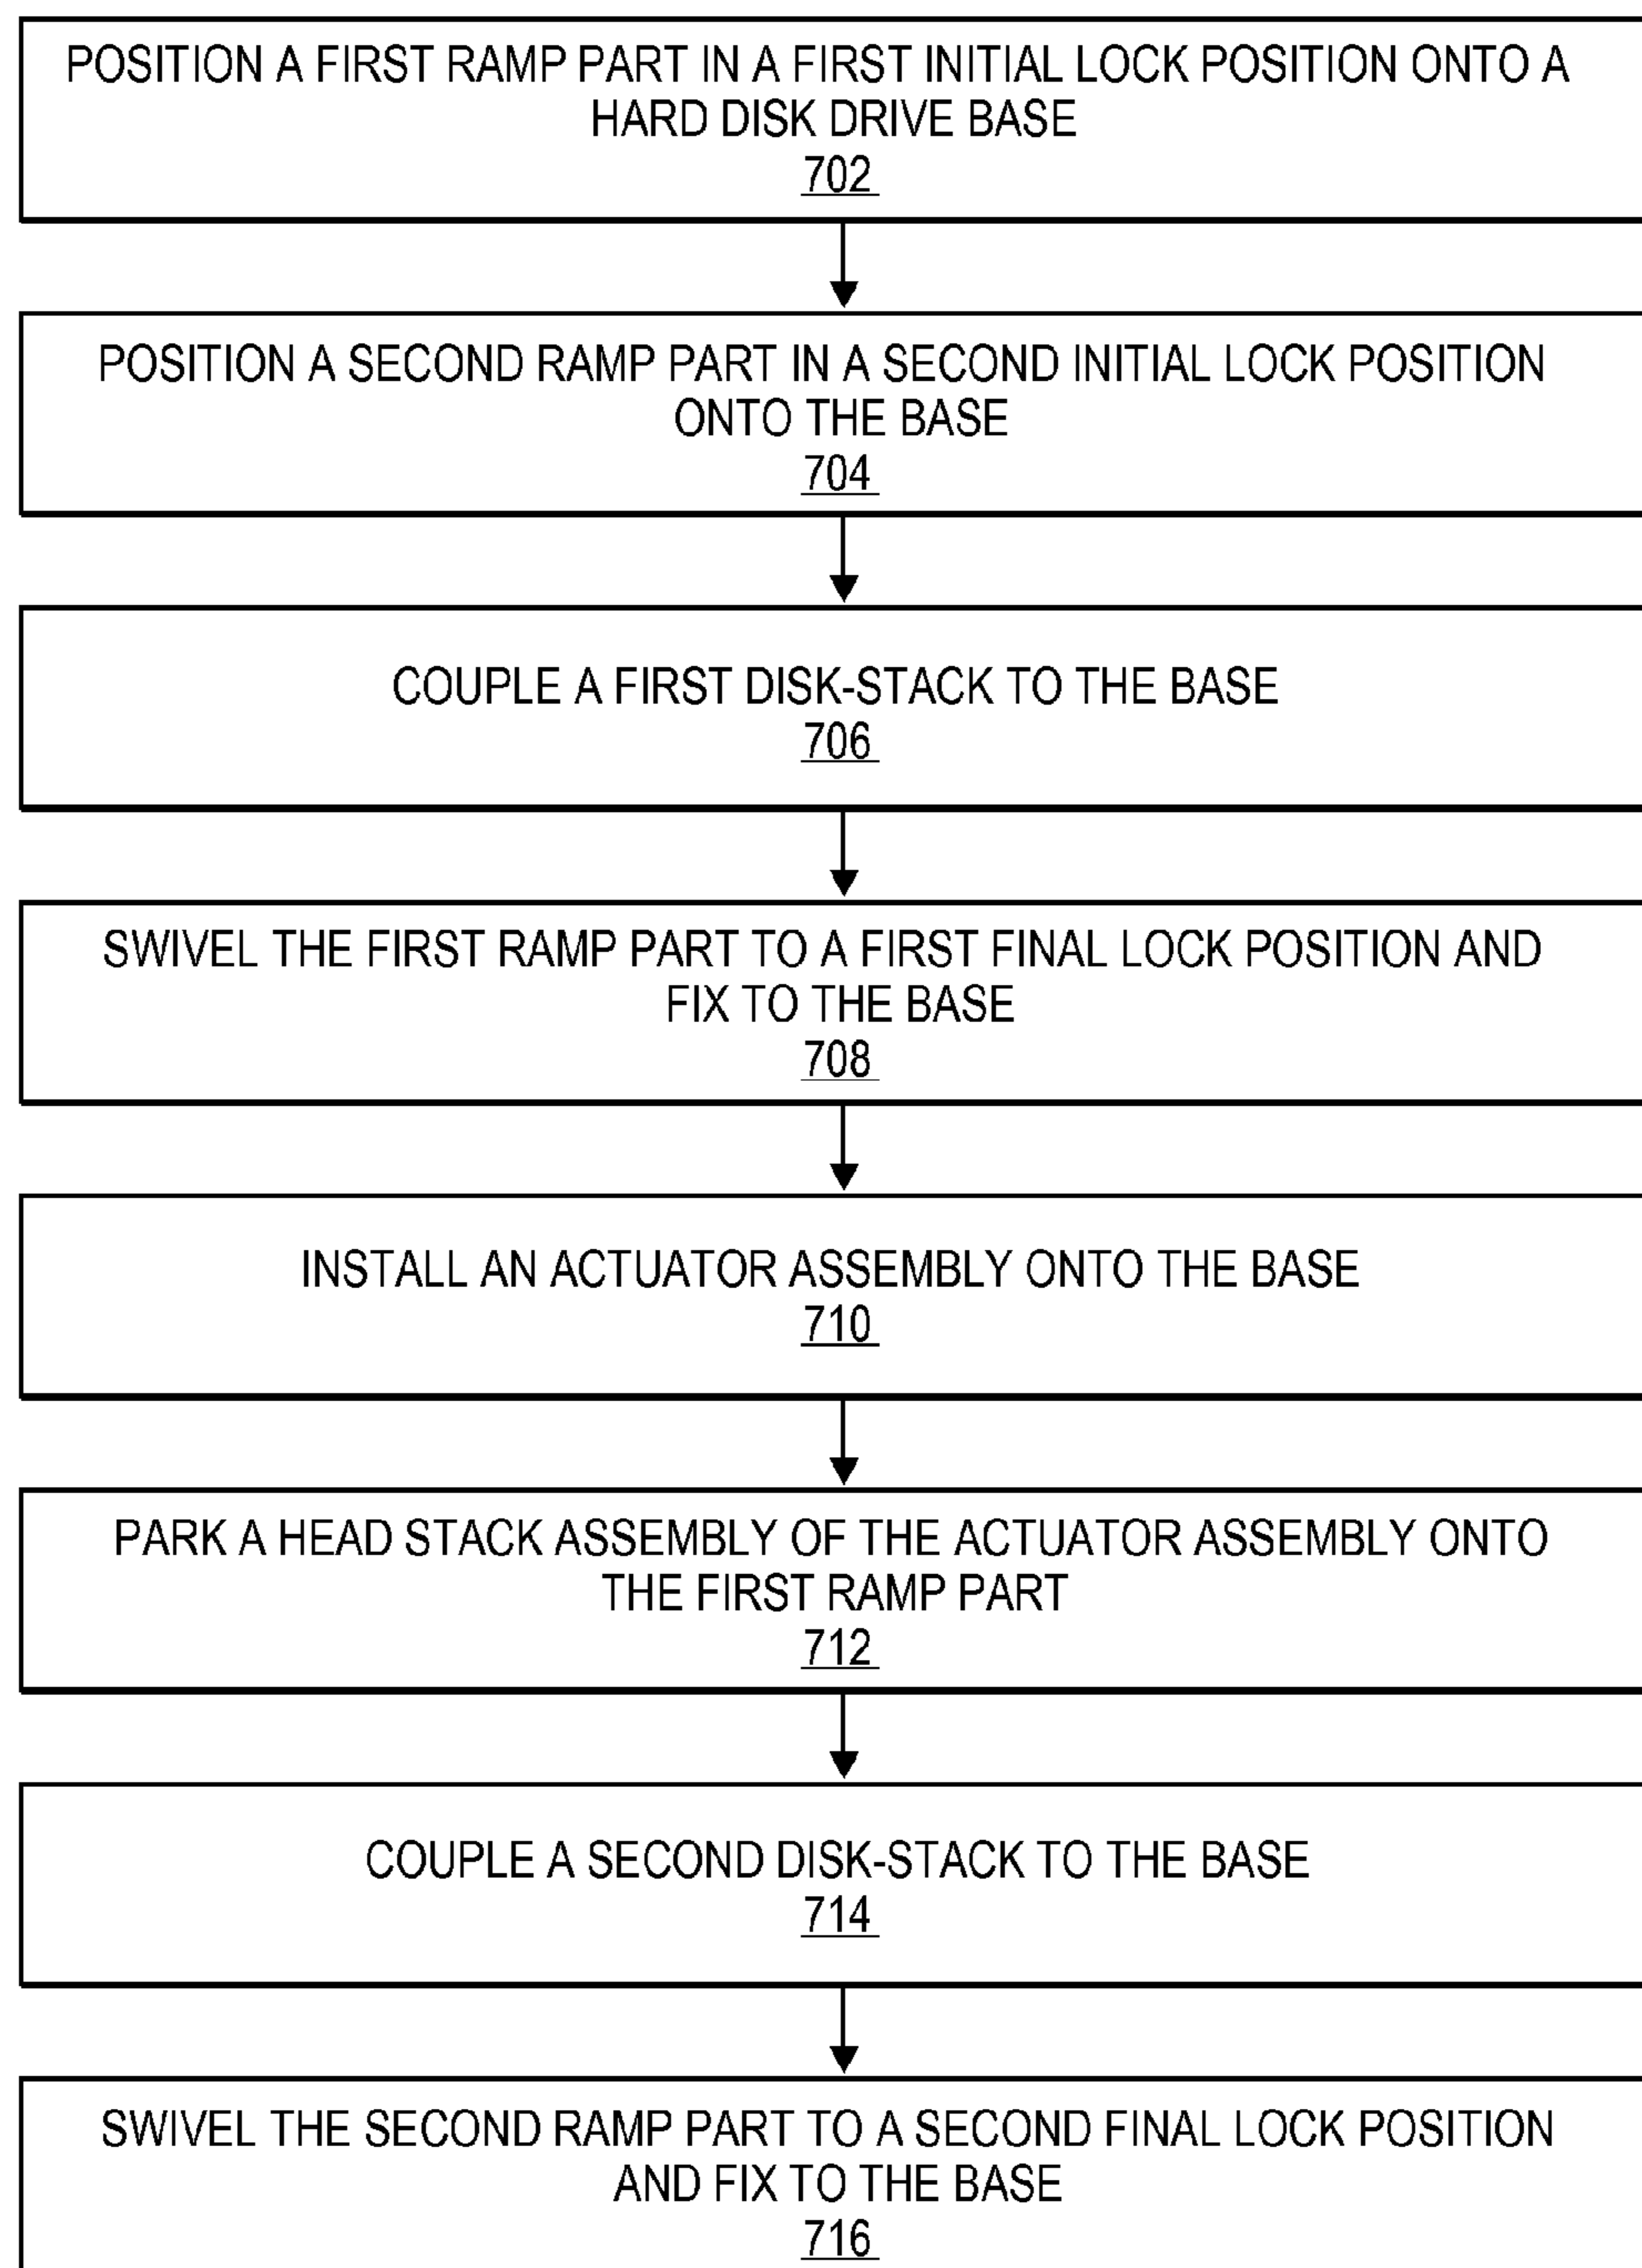 POSITION A FIRST RAMP PART IN A FIRST INITIAL LOCK POSITION ONTO A
HARD DISK DRIVE BASE
702
POSITION A SECOND RAMP PART IN A SECOND INITIAL LOCK POSITION
ONTO THE BASE
704
COUPLE A FIRST DISK-STACK TO THE BASE
706
SWIVEL THE FIRST RAMP PART TO A FIRST FINAL LOCK POSITION AND
FIX TO THE BASE
708
INSTALL AN ACTUATOR ASSEMBLY ONTO THE BASE
710
PARK A HEAD STACK ASSEMBLY OF THE ACTUATOR ASSEMBLY ONTO
THE FIRST RAMP PART
712
COUPLE A SECOND DISK-STACK TO THE BASE
714
SWIVEL THE SECOND RAMP PART TO A SECOND FINAL LOCK POSITION
AND FIX TO THE BASE
716